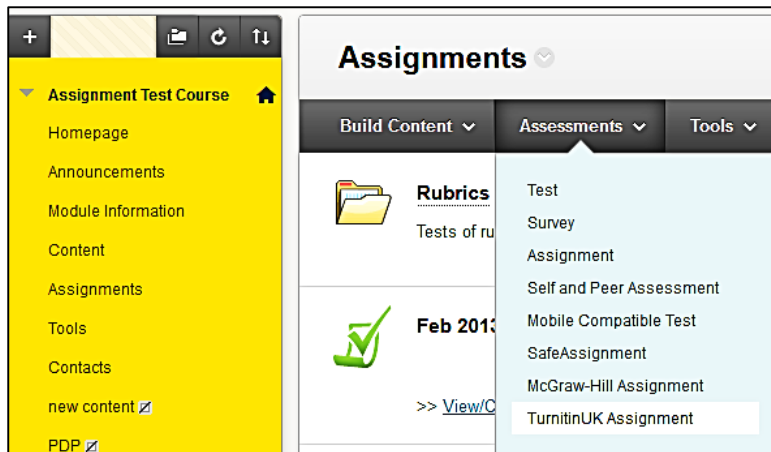 Assignment Test Course
Homepage
Announcements
Module Information
Content
Assignments
Tools
Contacts
new content
PDP
Assignments
Build Content
Assessments
Tools
Rubrics
Tests of ru
Feb 2013
>> View/C
Test
Survey
Assignment
Self and Peer Assessment
Mobile Compatible Test
SafeAssignment
McGraw-Hill Assignment
TurnitinUK Assignment